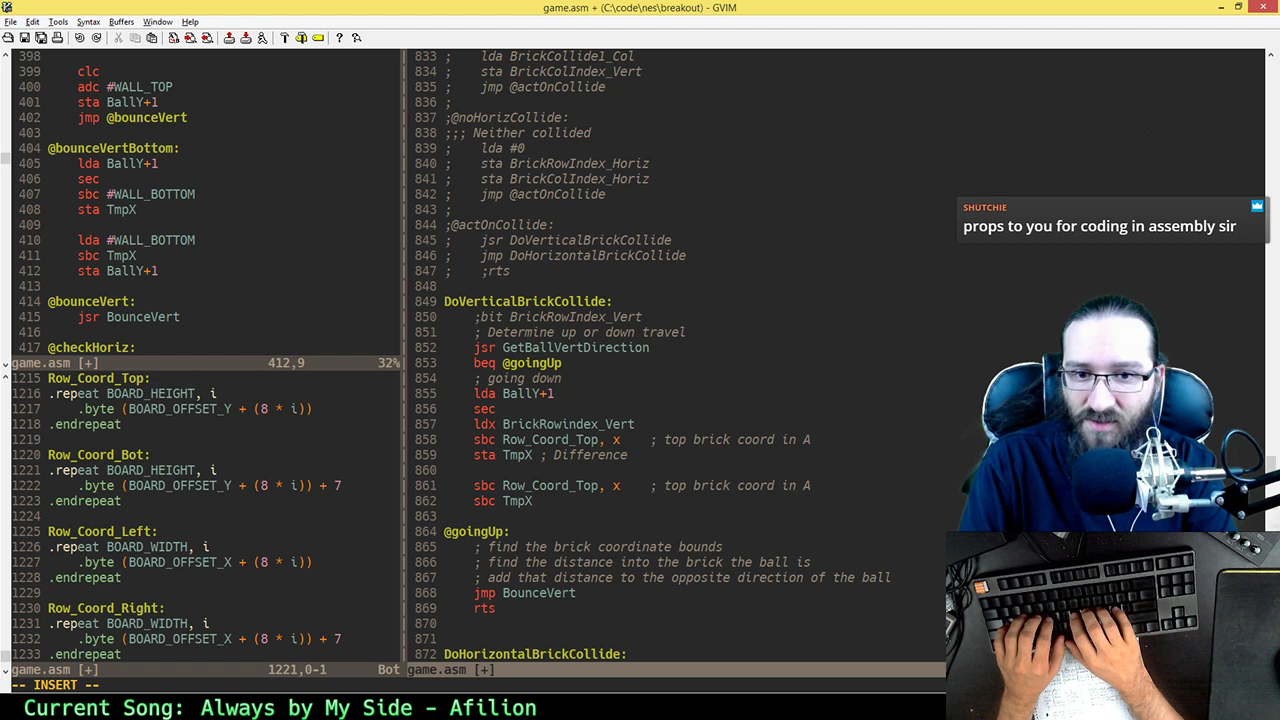 game.asm + (C:\code\nes\breakout) - GVIM
File Edit Tools Syntax Buffers Window Help
398
399 clc
400 adc #WALL_TOP
401 sta BallY+1
402 jmp @bounceVert
403
404 @bounceVertBottom:
405 lda BallY+1
406 sec
407 sbc #WALL_BOTTOM
408 sta TmpX
409
410 lda #WALL_BOTTOM
411 sbc TmpX
412 sta BallY+1
413
414 @bounceVert:
415 jsr BounceVert
416
417 @checkHoriz:
game.asm [+] 412,9 32%
1215 Row_Coord_Top:
1216 .repeat BOARD_HEIGHT, i
1217 .byte (BOARD_OFFSET_Y + (8 * i))
1218 .endrepeat
1219
1220 Row_Coord_Bot:
1221 .repeat BOARD_HEIGHT, i
1222 .byte (BOARD_OFFSET_Y + (8 * i)) + 7
1223 .endrepeat
1224
1225 Row_Coord_Left:
1226 .repeat BOARD_WIDTH, i
1227 .byte (BOARD_OFFSET_X + (8 * i))
1228 .endrepeat
1229
1230 Row_Coord_Right:
1231 .repeat BOARD_WIDTH, i
1232 .byte (BOARD_OFFSET_X + (8 * i)) + 7
1233 .endrepeat
game.asm [+] 1221,0-1 Bot
-- INSERT --
833 ; lda BrickCollide1_Col
834 ; sta BrickColIndex_Vert
835 ; jmp @actOnCollide
836 ;
837 ;@noHorizCollide:
838 ;;; Neither collided
839 ; lda #0
840 ; sta BrickRowIndex_Horiz
841 ; sta BrickColIndex_Horiz
842 ; jmp @actOnCollide
843 ;
844 ;@actOnCollide:
845 ; jsr DoVerticalBrickCollide
846 ; jmp DoHorizontalBrickCollide
847 ; ;rts
848
849 DoVerticalBrickCollide:
850 ;bit BrickRowIndex_Vert
851 ; Determine up or down travel
852 jsr GetBallVertDirection
853 beq @goingUp
854 ; going down
855 lda BallY+1
856 sec
857 ldx BrickRowindex_Vert
858 sbc Row_Coord_Top, x ; top brick coord in A
859 sta TmpX ; Difference
860
861 sbc Row_Coord_Top, x ; top brick coord in A
862 sbc TmpX
863
864 @goingUp:
865 ; find the brick coordinate bounds
866 ; find the distance into the brick the ball is
867 ; add that distance to the opposite direction of the ball
868 jmp BounceVert
869 rts
870
871
872 DoHorizontalBrickCollide:
game.asm [+]
SHUTCHIE
props to you for coding in assembly sir
Current Song: Always by My Side - Afilion